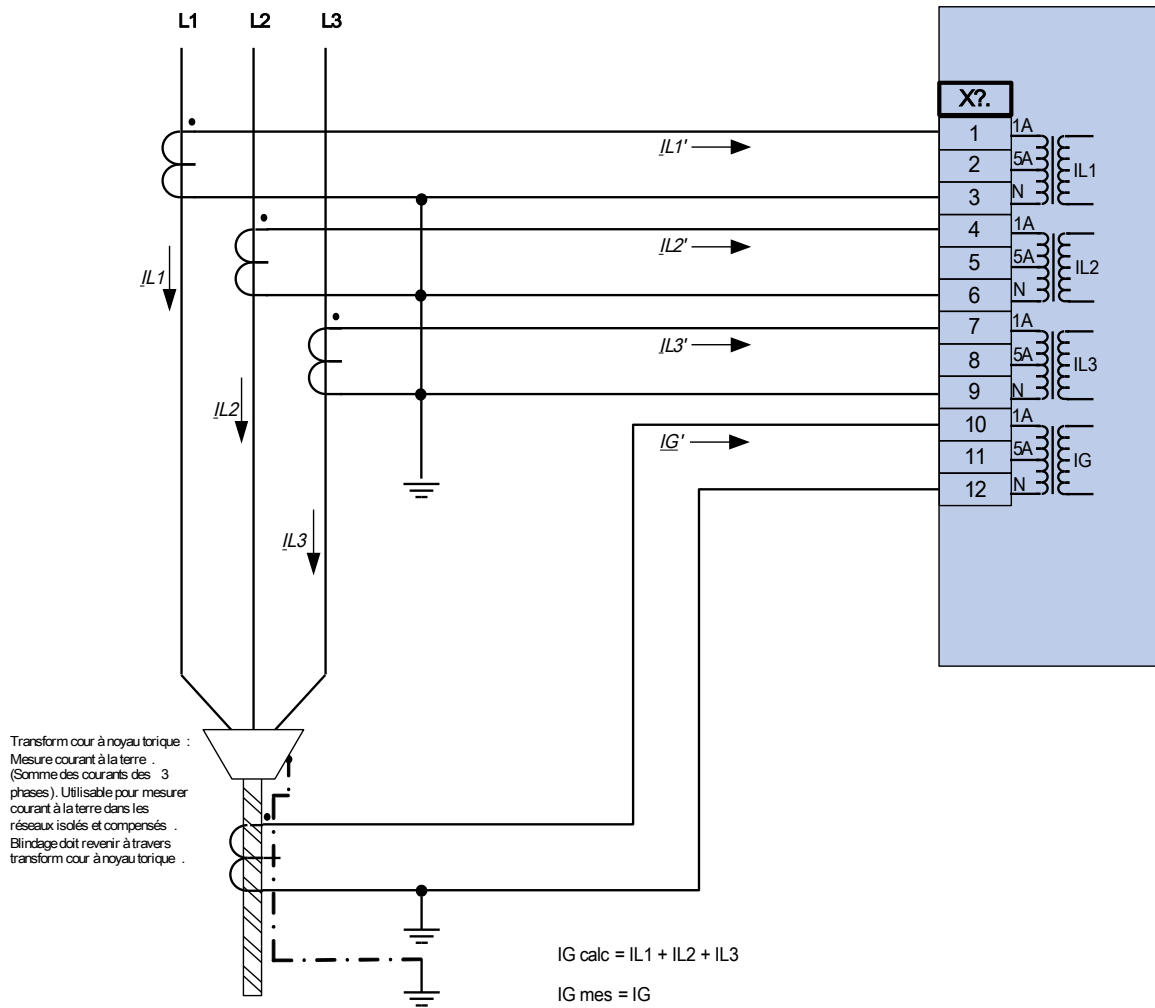 L1 L2 L3
X?.
1 1A
2 5A IL1
3 N
4 1A
5 5A IL2
6 N
7 1A
8 5A IL3
9 N
10 1A
11 5A IG
12 N
IL1'
IL2'
IL3'
IG'
IL1
IL2
IL3
Transform cour à noyau torique :
Mesure courant à la terre .
(Somme des courants des 3
phases). Utilisable pour mesurer
courant à la terre dans les
réseaux isolés et compensés .
Blindage doit revenir à travers
transform cour à noyau torique .
IG calc = IL1 + IL2 + IL3
IG mes = IG